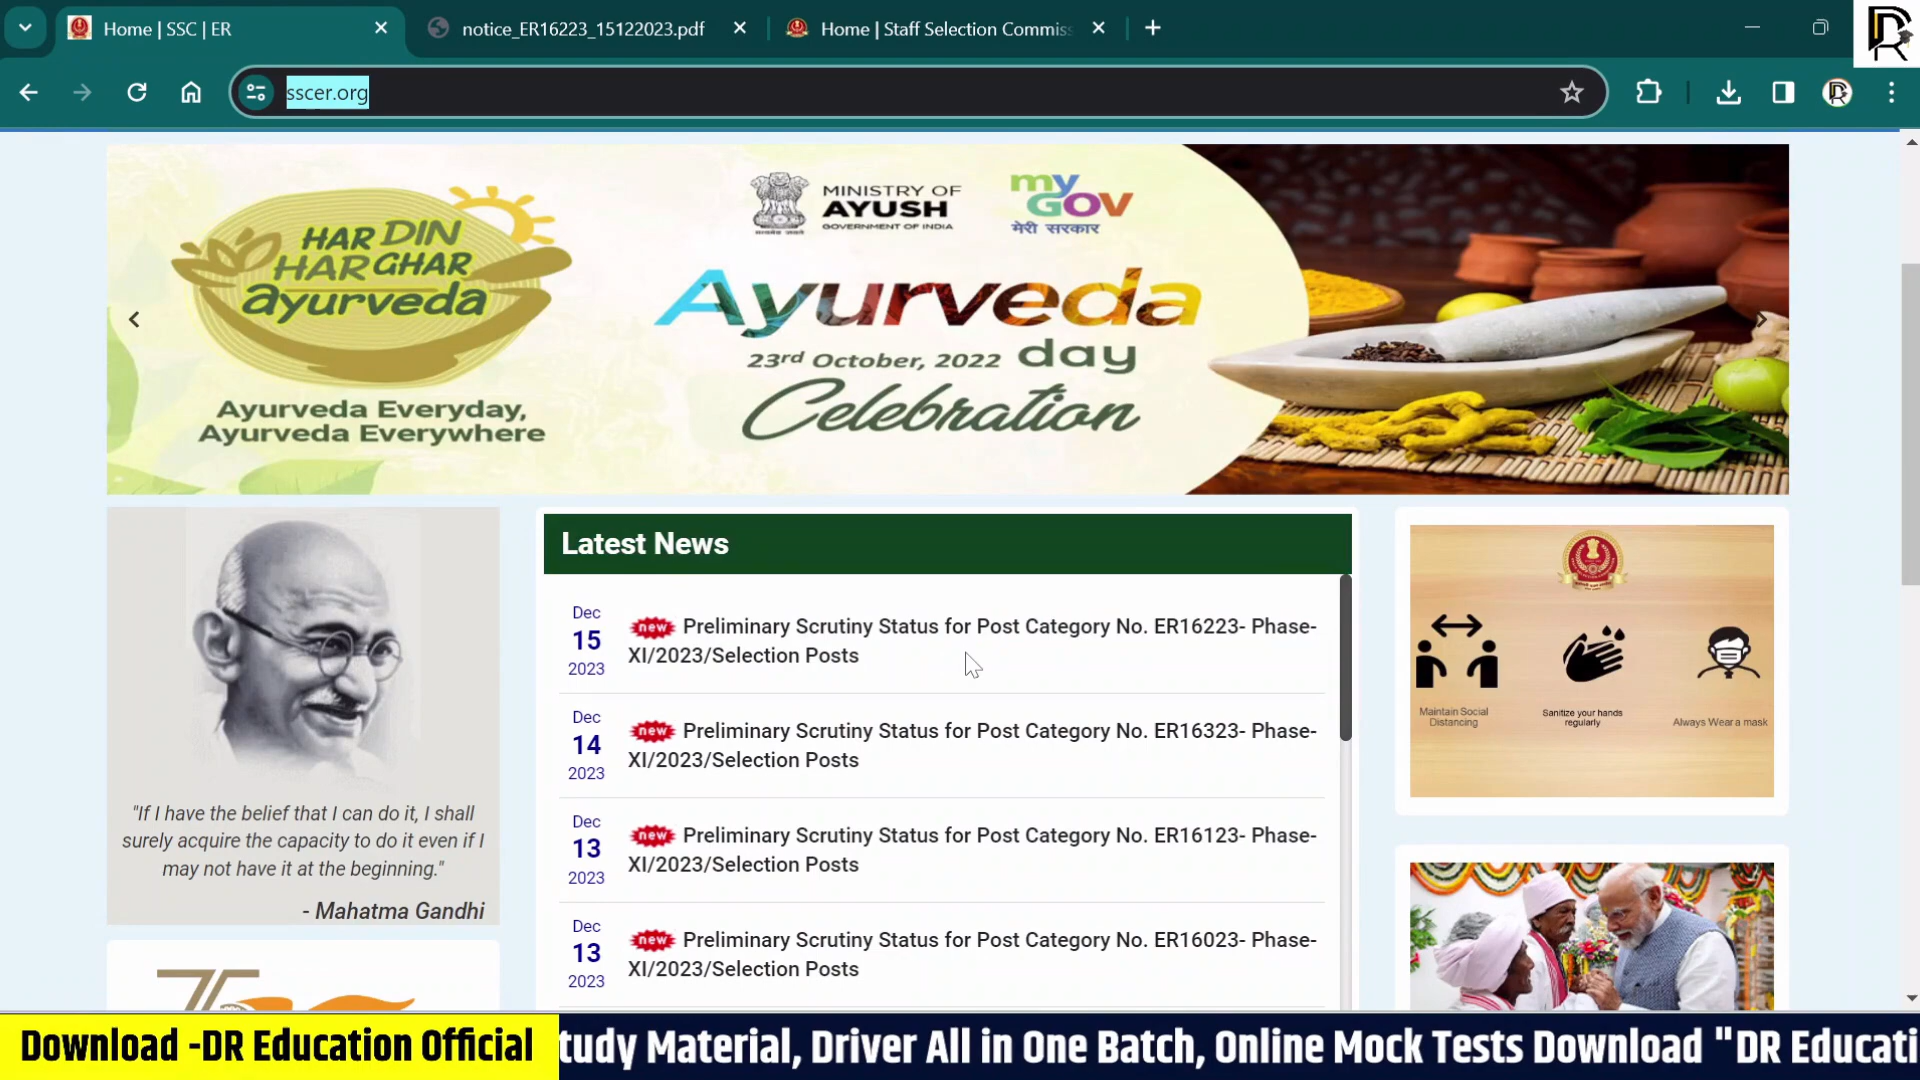 Home | SSC | ER
notice_ER16223_15122023.pdf
Home | Staff Selection Commiss
sscer.org
HAR DIN
HAR GHAR
ayurveda
Ayurveda Everyday,
Ayurveda Everywhere
MINISTRY OF
AYUSH
GOVERNMENT OF INDIA
my
GOV
मेरी सरकार
Ayurveda
23rd October, 2022 day
Celebration
"If I have the belief that I can do it, I shall
surely acquire the capacity to do it even if I
may not have it at the beginning."
- Mahatma Gandhi
75
Latest News
Dec
15
2023
new Preliminary Scrutiny Status for Post Category No. ER16223- Phase-
XI/2023/Selection Posts
Dec
14
2023
new Preliminary Scrutiny Status for Post Category No. ER16323- Phase-
XI/2023/Selection Posts
Dec
13
2023
new Preliminary Scrutiny Status for Post Category No. ER16123- Phase-
XI/2023/Selection Posts
Dec
13
2023
new Preliminary Scrutiny Status for Post Category No. ER16023- Phase-
XI/2023/Selection Posts
Maintain Social
Distancing
Sanitize your hands
regularly
Always Wear a mask
Download -DR Education Official
tudy Material, Driver All in One Batch, Online Mock Tests Download "DR Educati